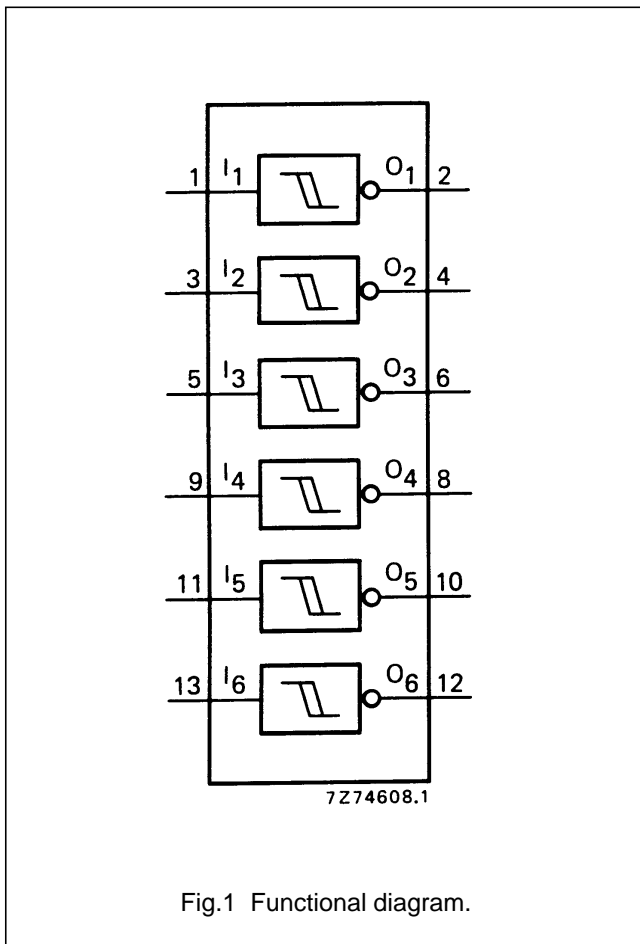 1 I1 O1 2
3 I2 O2 4
5 I3 O3 6
9 I4 O4 8
11 I5 O5 10
13 I6 O6 12
7Z74608.1
Fig.1 Functional diagram.